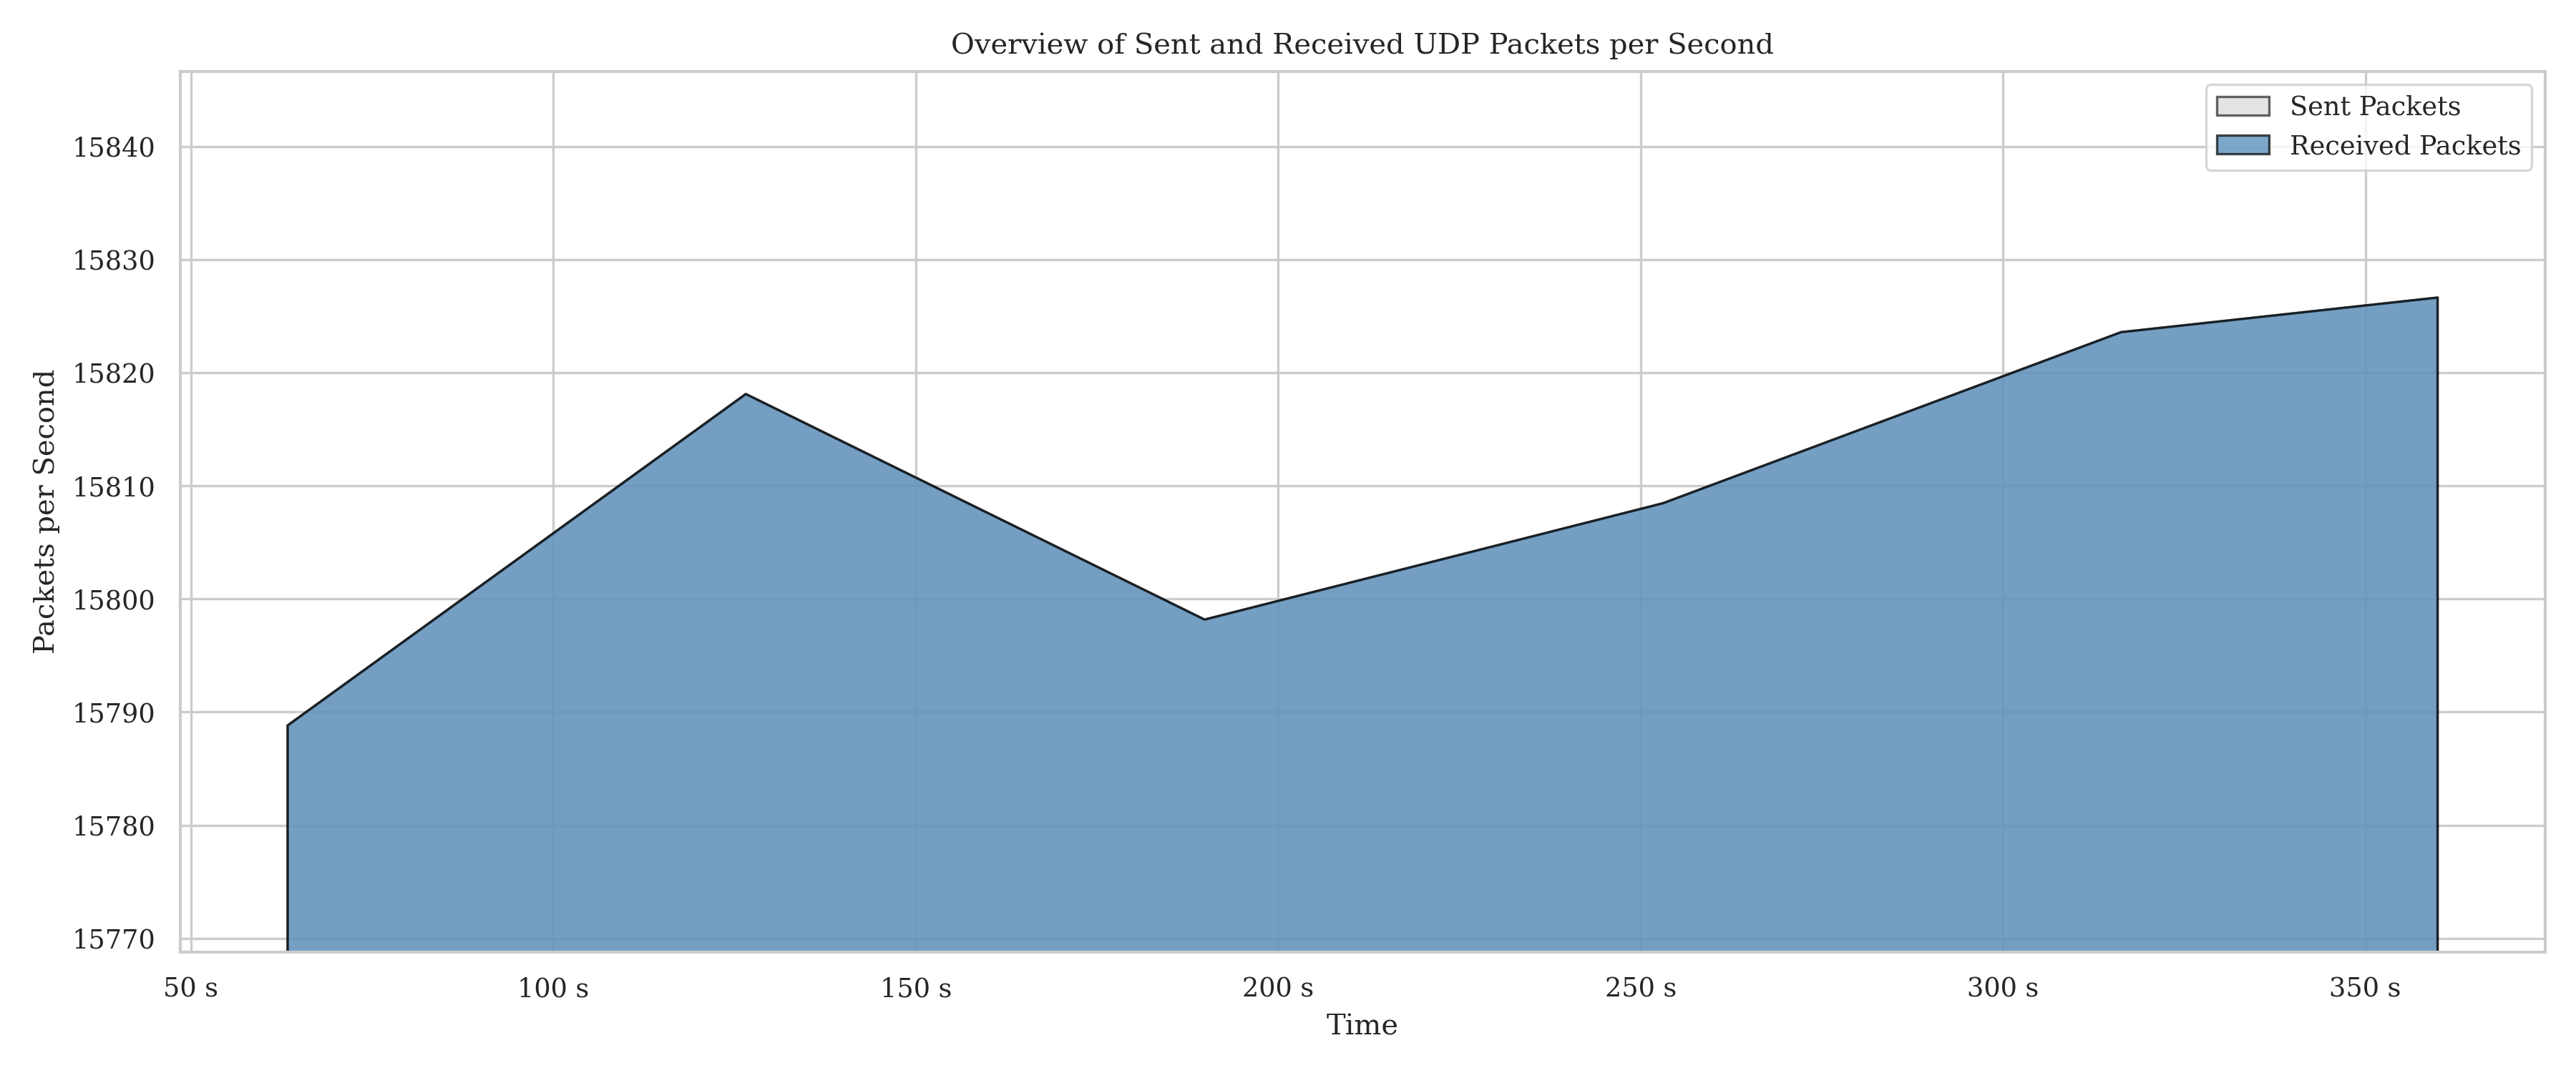 Overview of Sent and Received UDP Packets per Second
Sent Packets
Received Packets
Packets per Second
15840
15830
15820
15810
15800
15790
15780
15770
50 s
100 s
150 s
200 s
250 s
300 s
350 s
Time